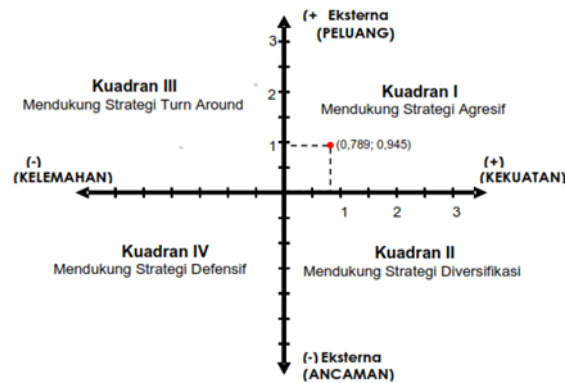 (+ Eksterna
(PELUANG)
3
Kuadran III
Mendukung Strategi Turn Around
2
Kuadran I
Mendukung Strategi Agresif
1
(0,789; 0,945)
(-)
(KELEMAHAN)
(+)
(KEKUATAN)
1 2 3
Kuadran IV
Mendukung Strategi Defensif
Kuadran II
Mendukung Strategi Diversifikasi
(-) Eksterna
(ANCAMAN)